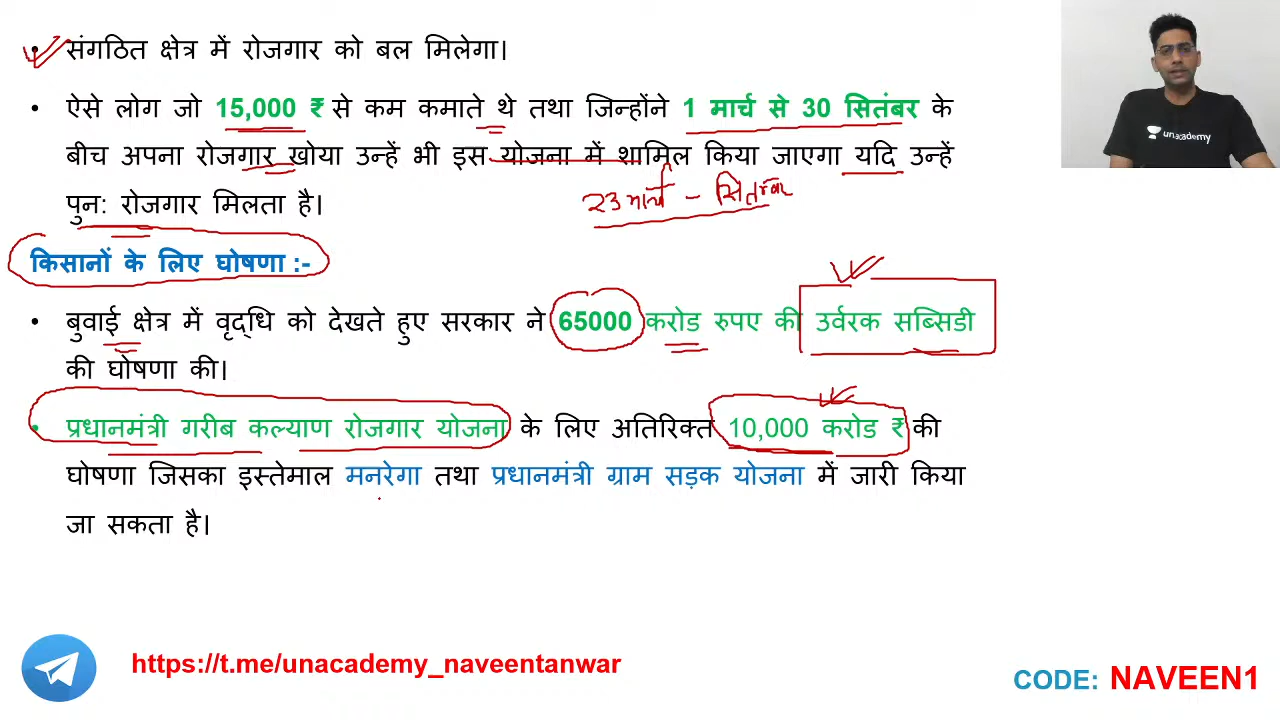 • संगठित क्षेत्र में रोजगार को बल मिलेगा।
• ऐसे लोग जो 15,000 ₹ से कम कमाते थे तथा जिन्होंने 1 मार्च से 30 सितंबर के
बीच अपना रोजगार खोया उन्हें भी इस योजना में शामिल किया जाएगा यदि उन्हें
पुन: रोजगार मिलता है।
23 मार्च - सितम्बर
किसानों के लिए घोषणा :-
• बुवाई क्षेत्र में वृद्धि को देखते हुए सरकार ने 65000 करोड रुपए की उर्वरक सब्सिडी
की घोषणा की।
• प्रधानमंत्री गरीब कल्याण रोजगार योजना के लिए अतिरिक्त 10,000 करोड ₹ की
घोषणा जिसका इस्तेमाल मनरेगा तथा प्रधानमंत्री ग्राम सड़क योजना में जारी किया
जा सकता है।
unacademy
https://t.me/unacademy_naveentanwar
CODE: NAVEEN1